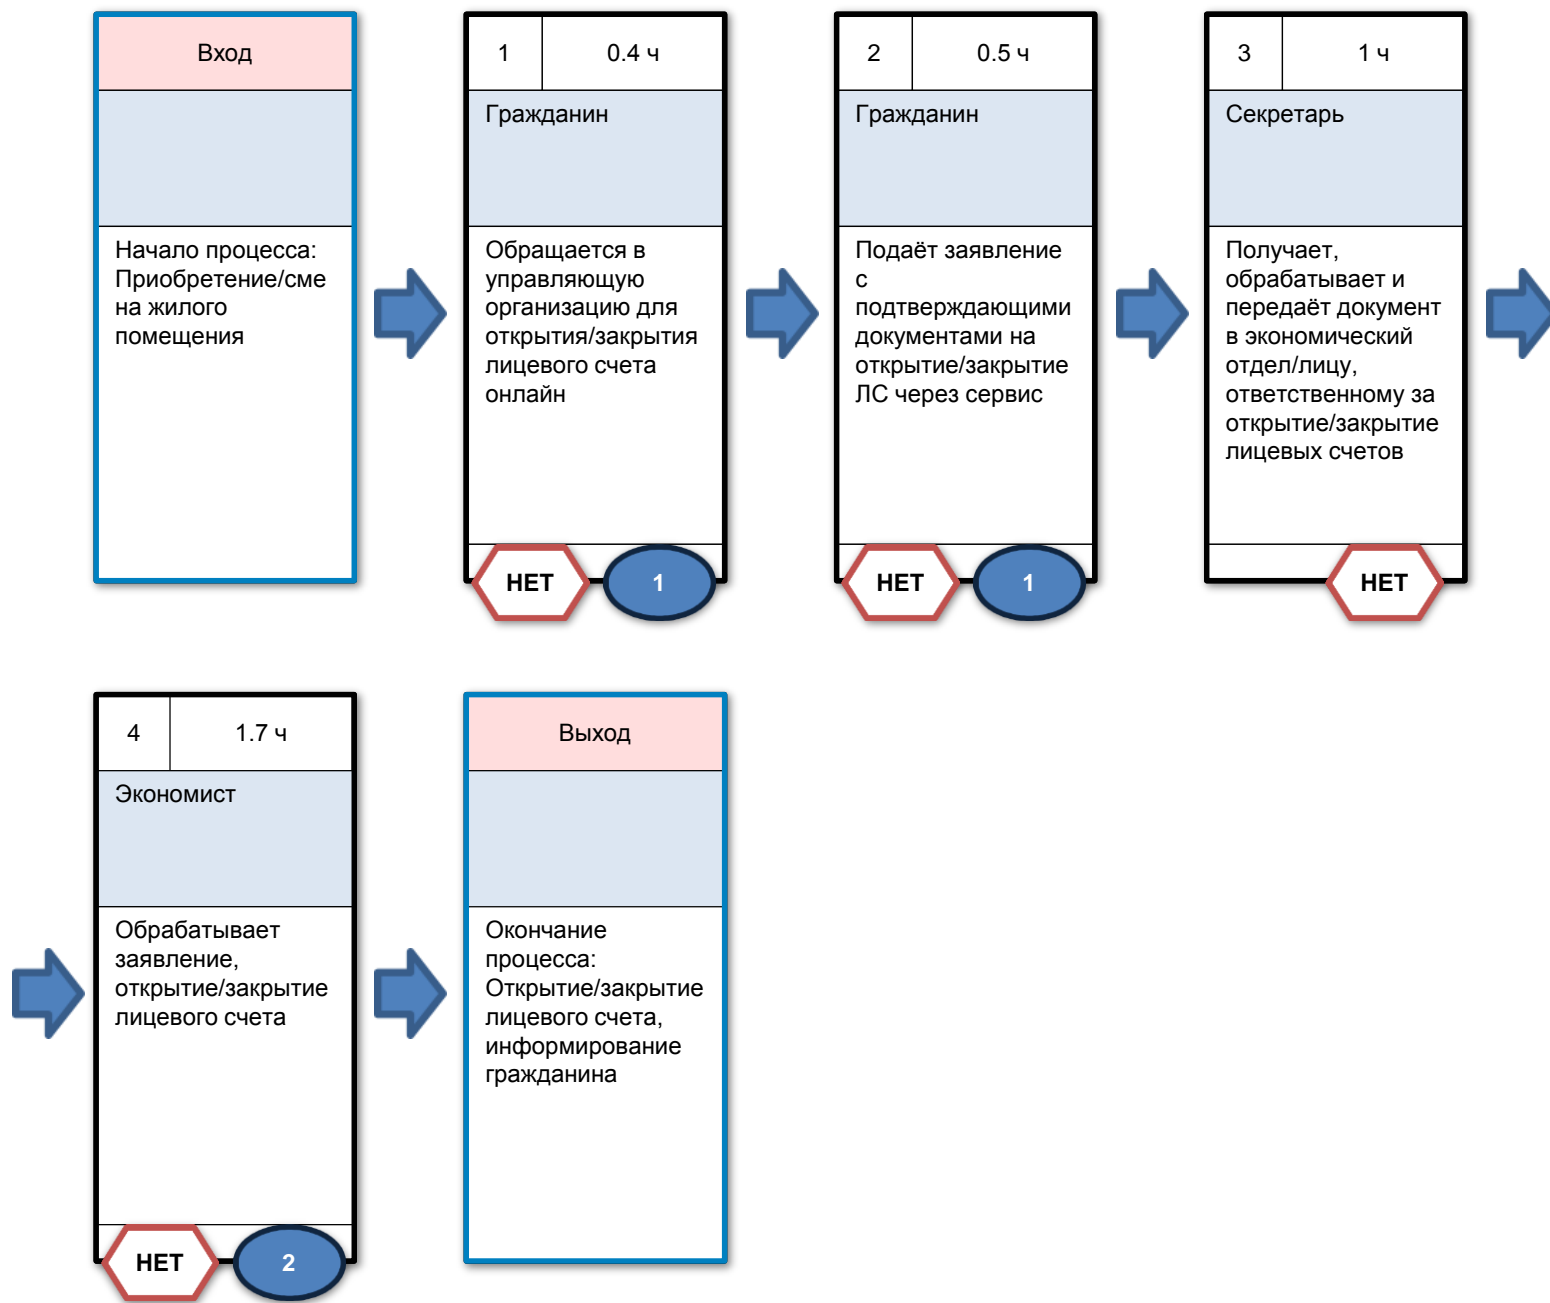 Вход
Начало процесса:
Приобретение/сме
на жилого
помещения
1
0.4 ч
Гражданин
Обращается в
управляющую
организацию для
открытия/закрытия
лицевого счета
онлайн
НЕТ
1
2
0.5 ч
Гражданин
Подаёт заявление
с
подтверждающими
документами на
открытие/закрытие
ЛС через сервис
НЕТ
1
3
1 ч
Секретарь
Получает,
обрабатывает и
передаёт документ
в экономический
отдел/лицу,
ответственному за
открытие/закрытие
лицевых счетов
НЕТ
4
1.7 ч
Экономист
Обрабатывает
заявление,
открытие/закрытие
лицевого счета
НЕТ
2
Выход
Окончание
процесса:
Открытие/закрытие
лицевого счета,
информирование
гражданина